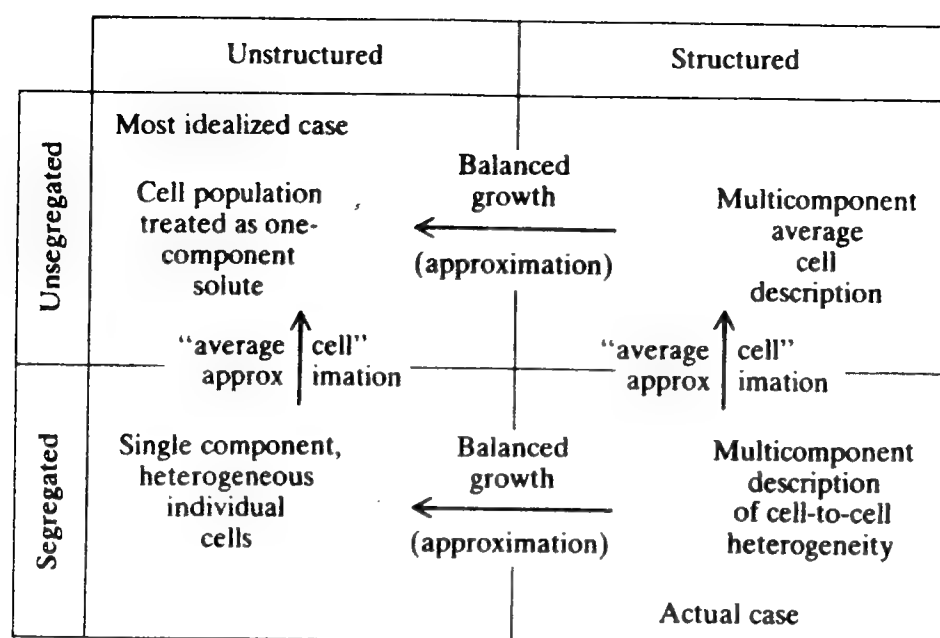 Unstructured
Structured
Unsegregated
Most idealized case
Cell population
treated as one-
component
solute
Balanced
growth
(approximation)
Multicomponent
average
cell
description
“average cell”
approx imation
“average cell”
approx imation
Segregated
Single component,
heterogeneous
individual
cells
Balanced
growth
(approximation)
Multicomponent
description
of cell-to-cell
heterogeneity
Actual case